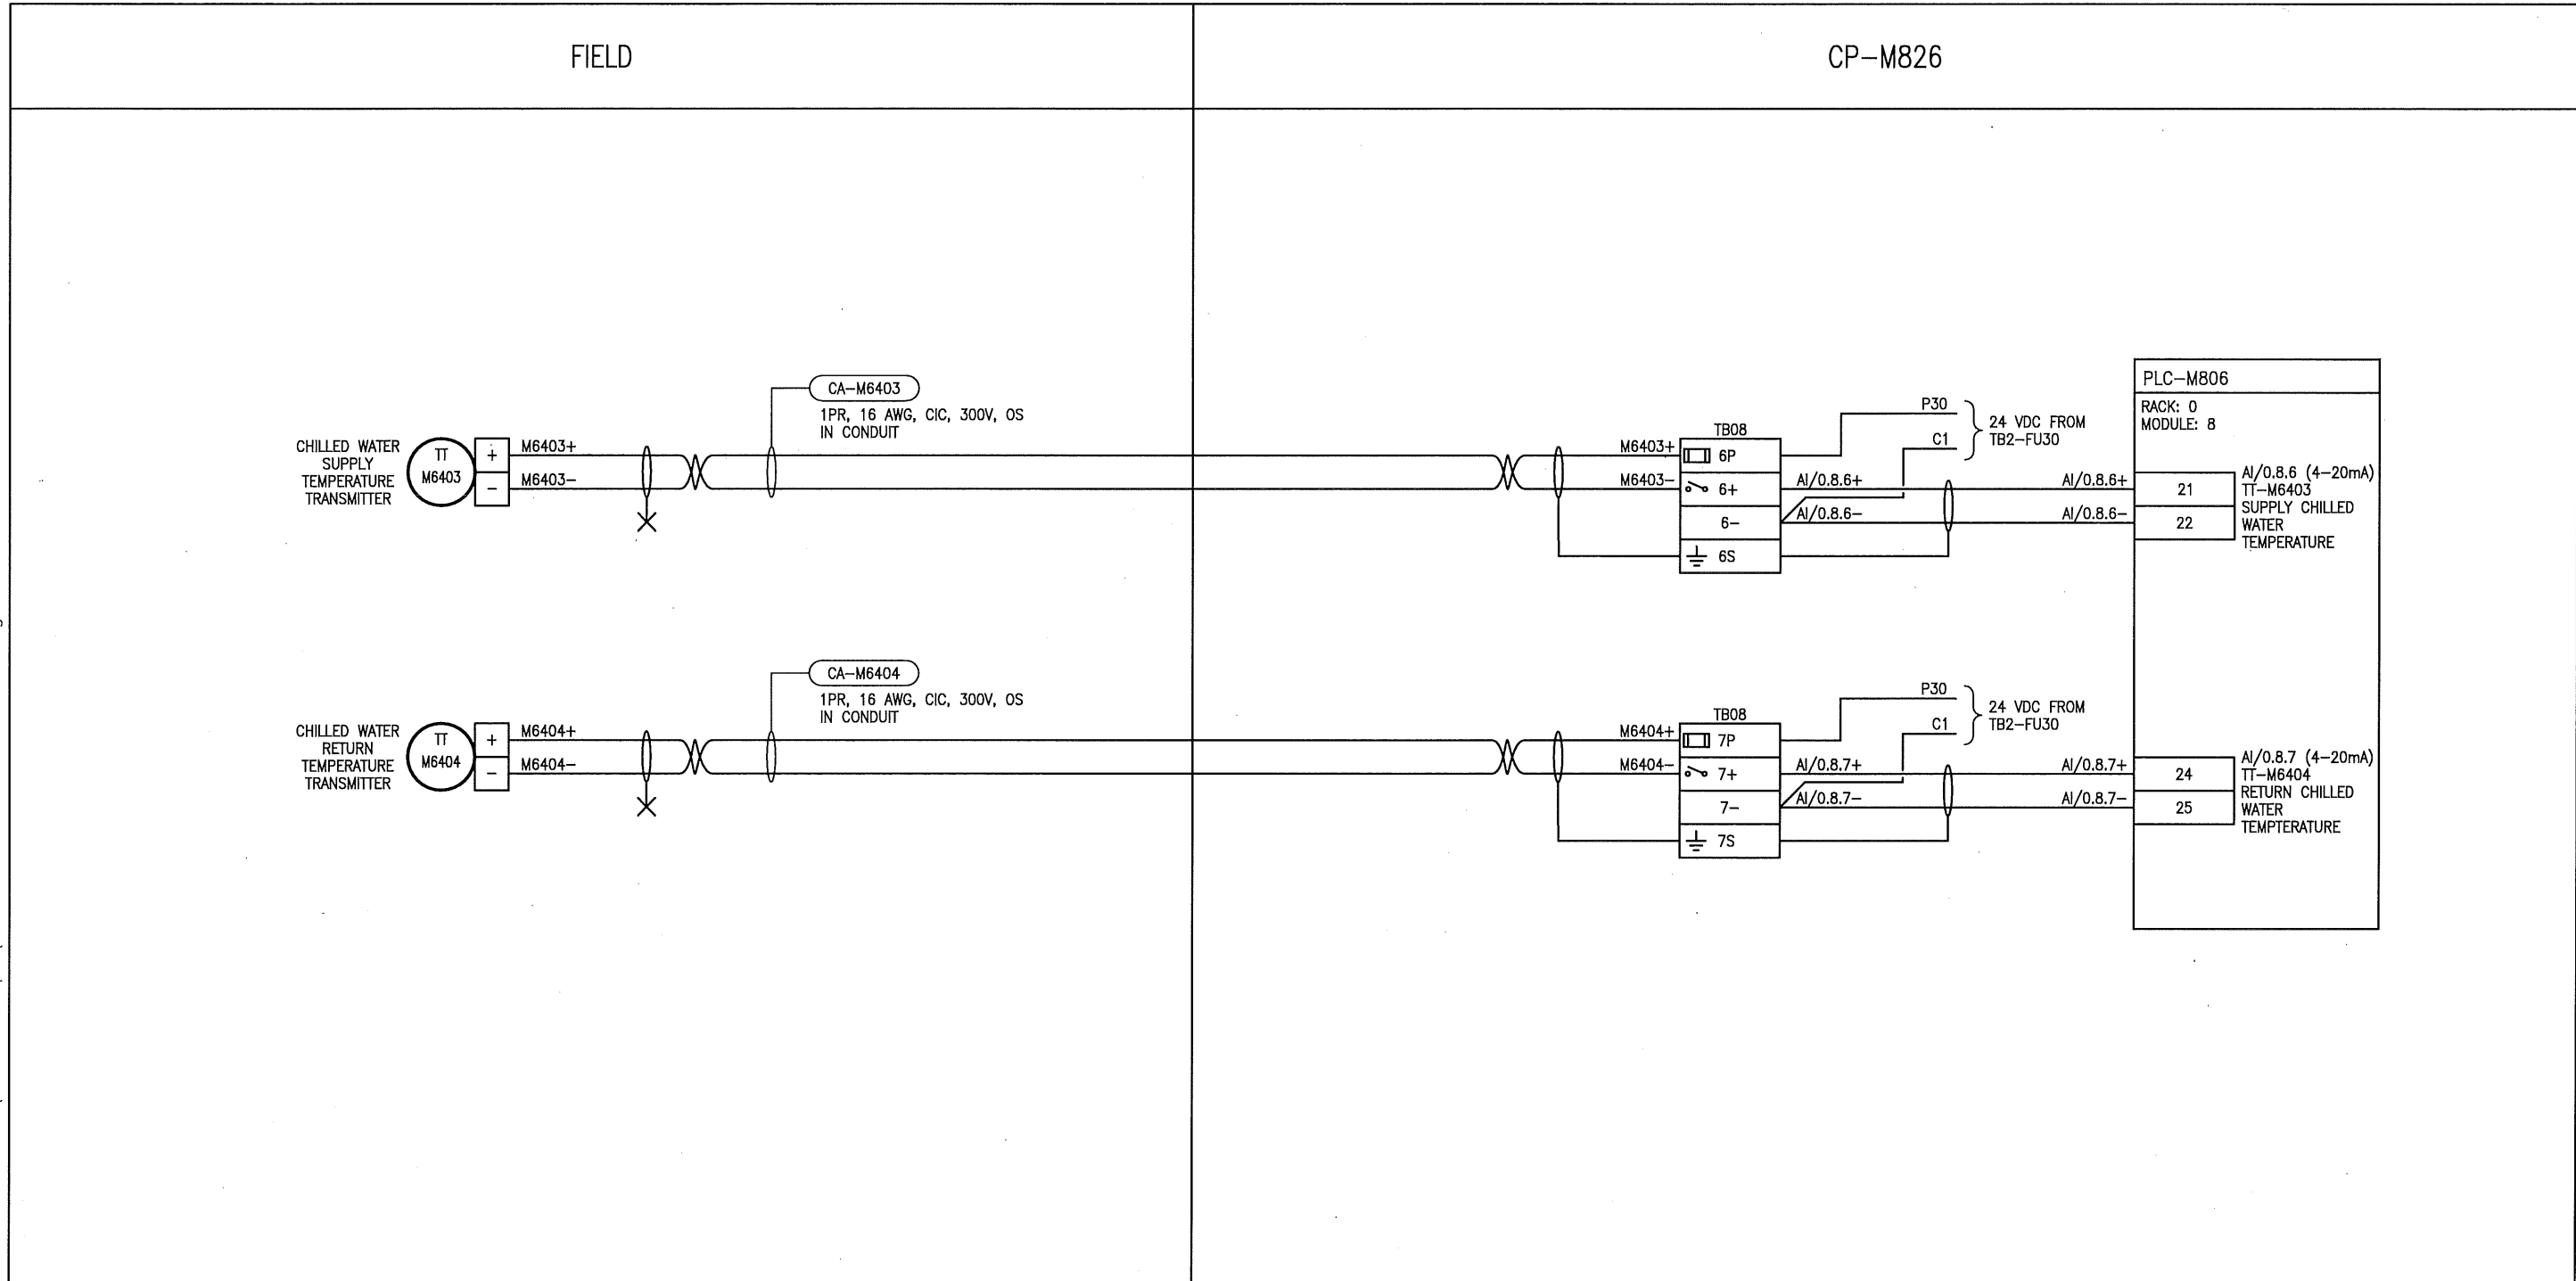 FIELD
CP-M826
CA-M6403
1PR, 16 AWG, CIC, 300V, OS
IN CONDUIT
CHILLED WATER
SUPPLY
TEMPERATURE
TRANSMITTER
TT
M6403
+
-
M6403+
M6403-
M6403+
M6403-
TB08
6P
6+
6-
6S
P30
C1
24 VDC FROM
TB2-FU30
AI/0.8.6+
AI/0.8.6-
AI/0.8.6+
AI/0.8.6-
PLC-M806
RACK: 0
MODULE: 8
21
22
AI/0.8.6 (4-20mA)
TT-M6403
SUPPLY CHILLED
WATER
TEMPERATURE
CA-M6404
1PR, 16 AWG, CIC, 300V, OS
IN CONDUIT
CHILLED WATER
RETURN
TEMPERATURE
TRANSMITTER
TT
M6404
+
-
M6404+
M6404-
M6404+
M6404-
TB08
7P
7+
7-
7S
P30
C1
24 VDC FROM
TB2-FU30
AI/0.8.7+
AI/0.8.7-
AI/0.8.7+
AI/0.8.7-
24
25
AI/0.8.7 (4-20mA)
TT-M6404
RETURN CHILLED
WATER
TEMPTERATURE